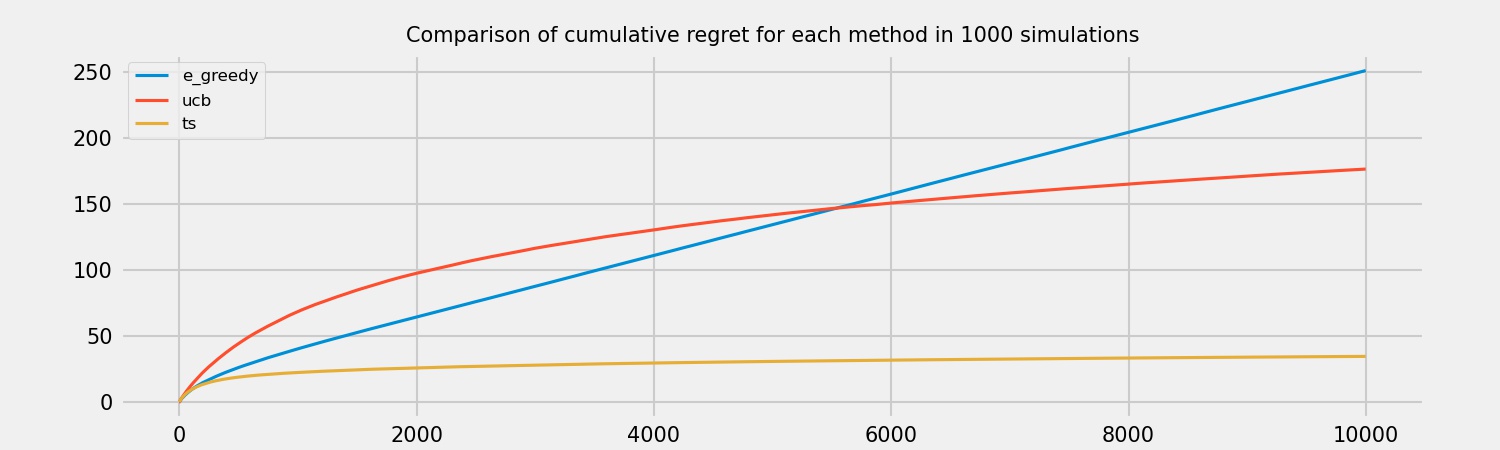 Comparison of cumulative regret for each method in 1000 simulations
e_greedy
ucb
ts
250
200
150
100
50
0
0 2000 4000 6000 8000 10000